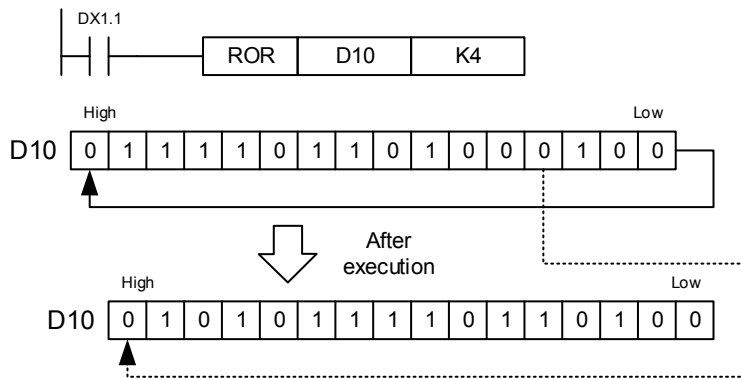 DX1.1
ROR D10 K4
High Low
D10 0 1 1 1 1 0 1 1 0 1 0 0 0 1 0 0
After
execution
High Low
D10 0 1 0 1 0 1 1 1 1 0 1 1 0 1 0 0